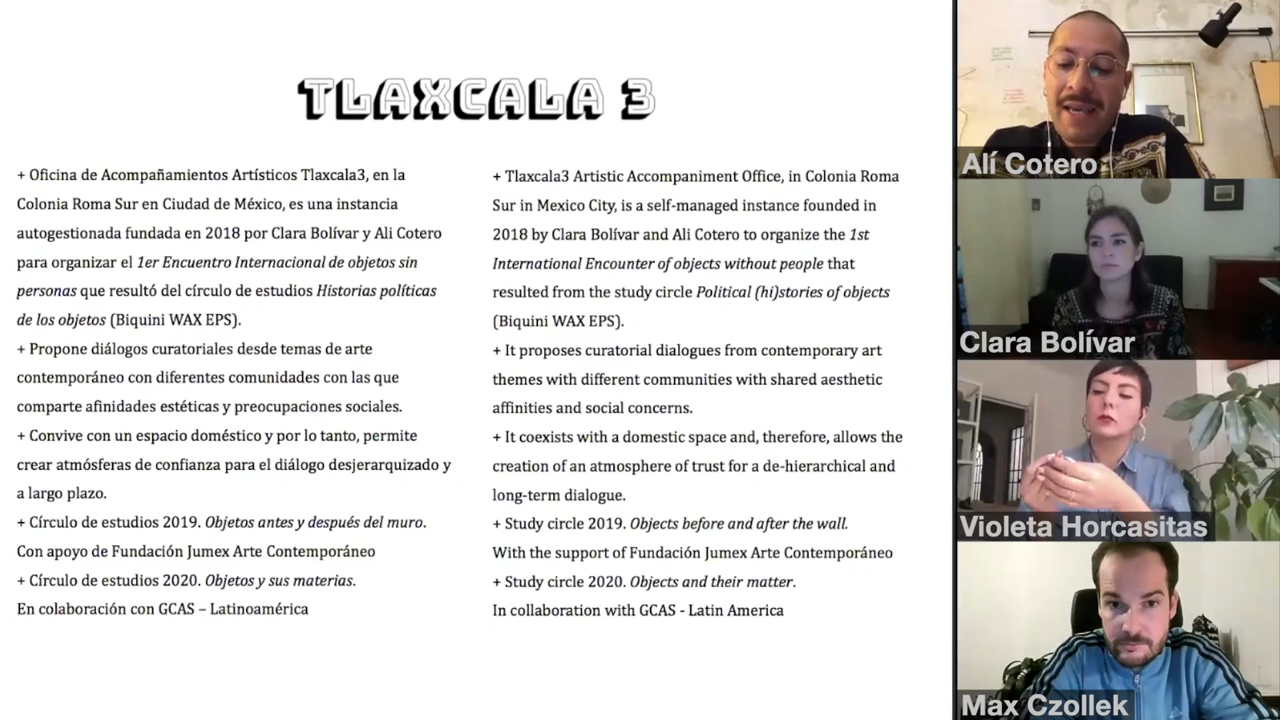 TLAXCALA 3
+ Oficina de Acompañamientos Artísticos Tlaxcala3, en la
Colonia Roma Sur en Ciudad de México, es una instancia
autogestionada fundada en 2018 por Clara Bolívar y Ali Cotero
para organizar el 1er Encuentro Internacional de objetos sin
personas que resultó del círculo de estudios Historias políticas
de los objetos (Biquini WAX EPS).
+ Propone diálogos curatoriales desde temas de arte
contemporáneo con diferentes comunidades con las que
comparte afinidades estéticas y preocupaciones sociales.
+ Convive con un espacio doméstico y por lo tanto, permite
crear atmósferas de confianza para el diálogo desjerarquizado y
a largo plazo.
+ Círculo de estudios 2019. Objetos antes y después del muro.
Con apoyo de Fundación Jumex Arte Contemporáneo
+ Círculo de estudios 2020. Objetos y sus materias.
En colaboración con GCAS – Latinoamérica
+ Tlaxcala3 Artistic Accompaniment Office, in Colonia Roma
Sur in Mexico City, is a self-managed instance founded in
2018 by Clara Bolívar and Ali Cotero to organize the 1st
International Encounter of objects without people that
resulted from the study circle Political (hi)stories of objects
(Biquini WAX EPS).
+ It proposes curatorial dialogues from contemporary art
themes with different communities with shared aesthetic
affinities and social concerns.
+ It coexists with a domestic space and, therefore, allows the
creation of an atmosphere of trust for a de-hierarchical and
long-term dialogue.
+ Study circle 2019. Objects before and after the wall.
With the support of Fundación Jumex Arte Contemporáneo
+ Study circle 2020. Objects and their matter.
In collaboration with GCAS - Latin America
Alí Cotero
Clara Bolívar
Violeta Horcasitas
Max Czollek